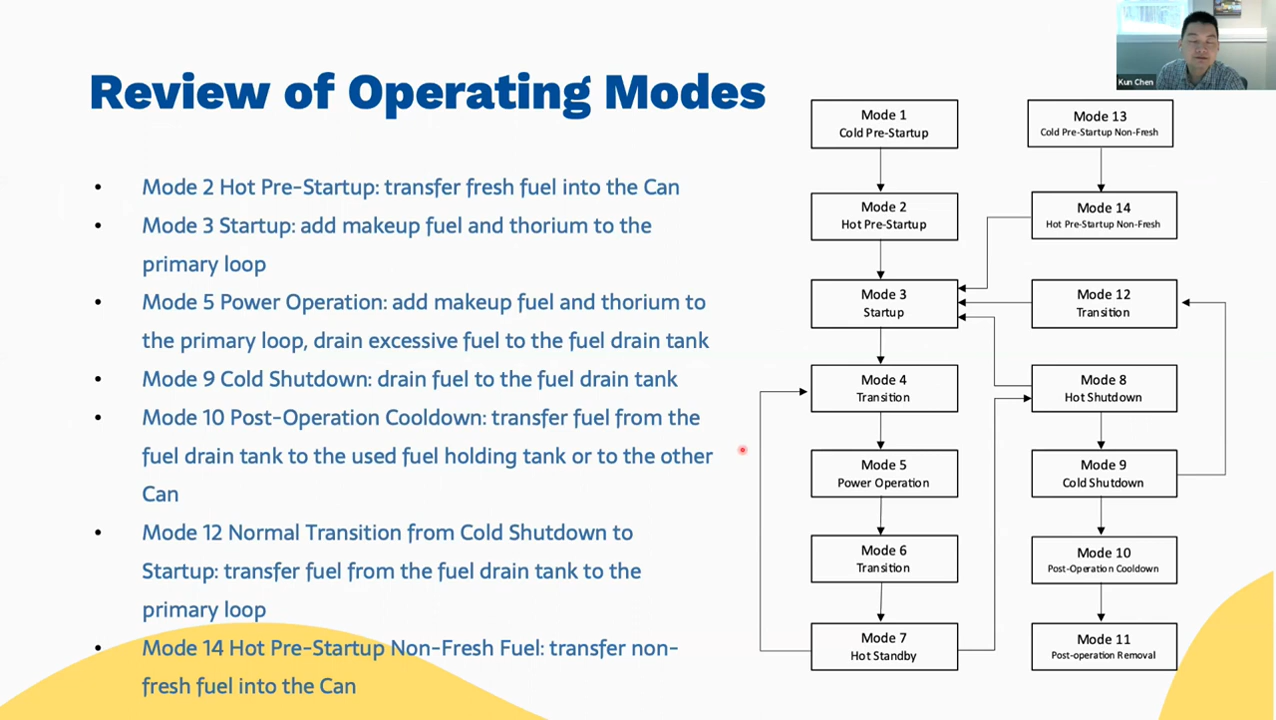 Kun Chen
Review of Operating Modes
• Mode 2 Hot Pre-Startup: transfer fresh fuel into the Can
• Mode 3 Startup: add makeup fuel and thorium to the
primary loop
• Mode 5 Power Operation: add makeup fuel and thorium to
the primary loop, drain excessive fuel to the fuel drain tank
• Mode 9 Cold Shutdown: drain fuel to the fuel drain tank
• Mode 10 Post-Operation Cooldown: transfer fuel from the
fuel drain tank to the used fuel holding tank or to the other
Can
• Mode 12 Normal Transition from Cold Shutdown to
Startup: transfer fuel from the fuel drain tank to the
primary loop
• Mode 14 Hot Pre-Startup Non-Fresh Fuel: transfer non-
fresh fuel into the Can
Mode 1
Cold Pre-Startup
Mode 2
Hot Pre-Startup
Mode 3
Startup
Mode 4
Transition
Mode 5
Power Operation
Mode 6
Transition
Mode 7
Hot Standby
Mode 13
Cold Pre-Startup Non-Fresh
Mode 14
Hot Pre-Startup Non-Fresh
Mode 12
Transition
Mode 8
Hot Shutdown
Mode 9
Cold Shutdown
Mode 10
Post-Operation Cooldown
Mode 11
Post-operation Removal